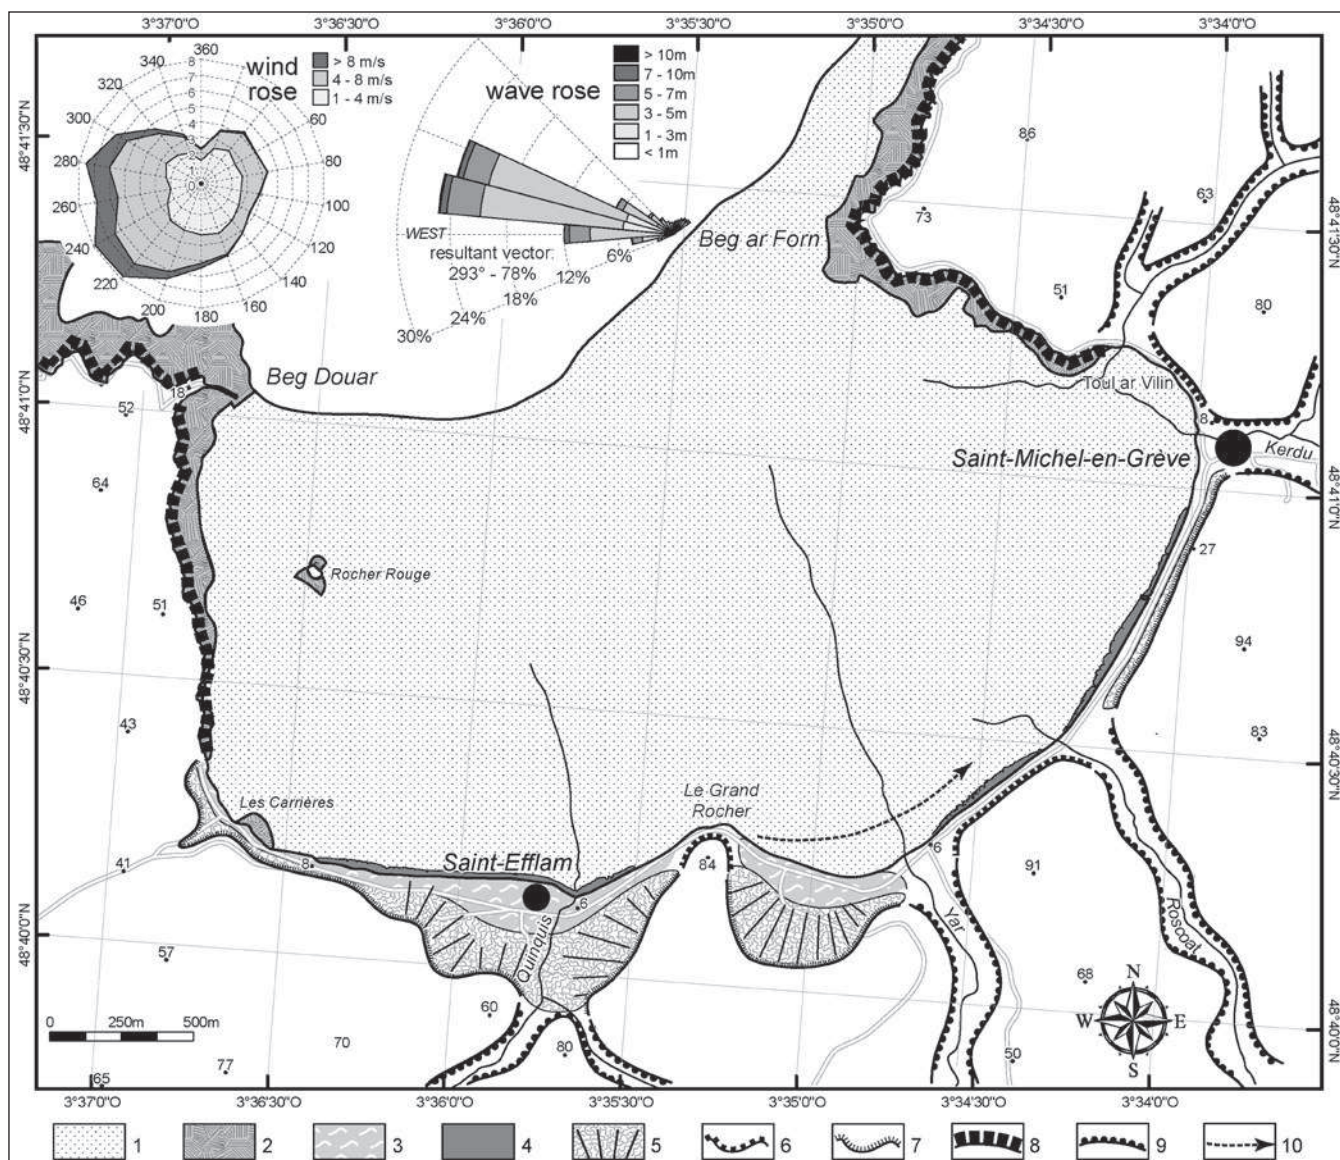 3°37'0"O 3°36'30"O 3°36'0"O 3°35'30"O 3°35'0"O 3°34'30"O 3°34'0"O
wind rose
> 8 m/s
4 - 8 m/s
1 - 4 m/s
360
340
320
300
280
260
240
220
200
180
160
140
120
100
80
60
8
7
6
5
4
3
2
1
0
wave rose
> 10m
7 - 10m
5 - 7m
3 - 5m
1 - 3m
< 1m
WEST
resultant vector:
293° - 78%
6%
12%
18%
24%
30%
48°41'30"N
48°41'0"N
48°40'30"N
48°40'0"N
48°41'30"N
48°41'0"N
48°40'30"N
48°40'0"N
86
63
73
Beg ar Forn
51
80
Beg Douar
Toul ar Vilin
18
52
8
Saint-Michel-en-Grève
Kerdu
64
27
Rocher Rouge
46
51
94
43
83
Les Carrières
Le Grand
Rocher
41
8
Saint-Efflam
84
6
91
6
Quinquis
Yar
Roscoat
57
68
60
N
W
E
S
0 250m 500m
70
80
50
77
65
3°37'0"O 3°36'30"O 3°36'0"O 3°35'30"O 3°35'0"O 3°34'30"O 3°34'0"O
1 2 3 4 5 6 7 8 9 10